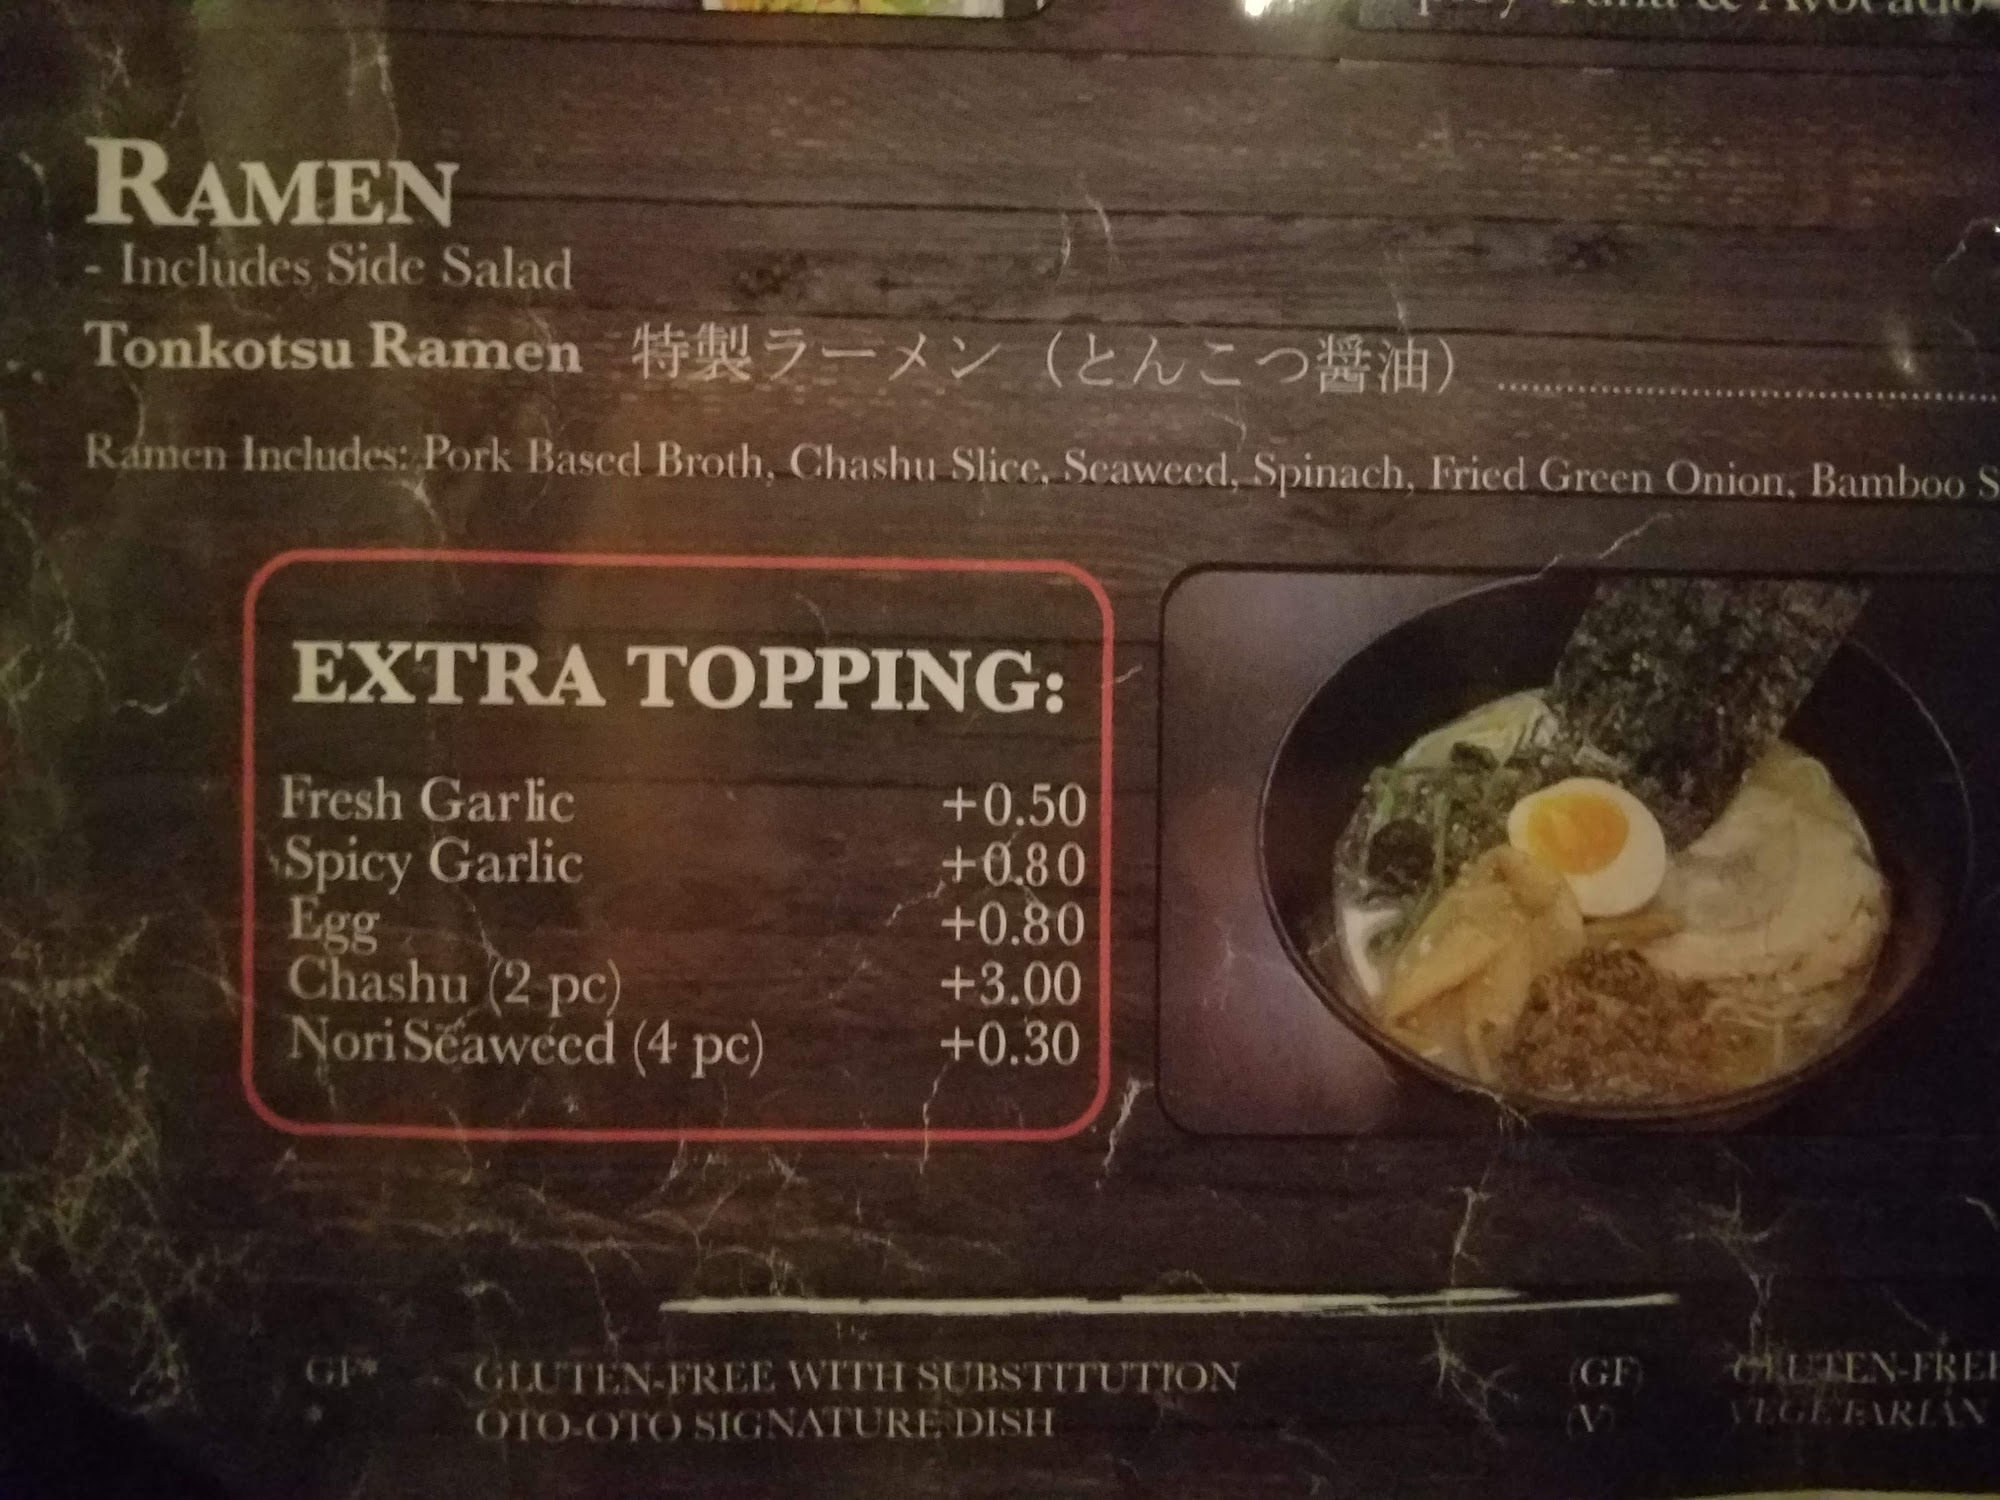 RAMEN
- Includes Side Salad
Tonkotsu Ramen 特製ラーメン（とんこつ醤油）
Ramen Includes: Pork Based Broth, Chashu Slice, Seaweed, Spinach, Fried Green Onion, Bamboo S
EXTRA TOPPING:
Fresh Garlic +0.50
Spicy Garlic +0.80
Egg +0.80
Chashu (2 pc) +3.00
Nori Seaweed (4 pc) +0.30
GF* GLUTEN-FREE WITH SUBSTITUTION (GF) GLUTEN-FREE
* OTO-OTO SIGNATURE DISH (V) VEGETARIAN